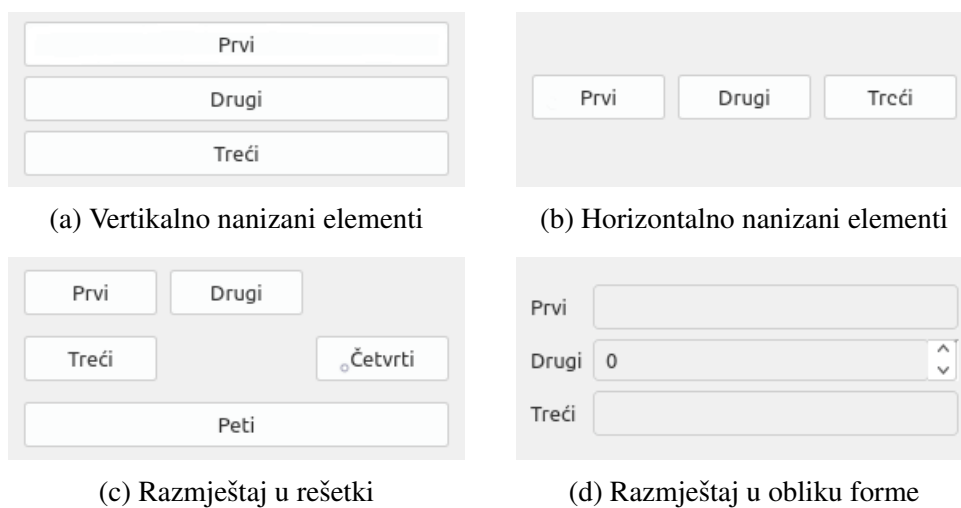 Prvi
Drugi
Treći
Prvi Drugi Treći
(a) Vertikalno nanizani elementi
(b) Horizontalno nanizani elementi
Prvi Drugi
Treći Četvrti
Peti
Prvi
Drugi 0
Treći
(c) Razmještaj u rešetki
(d) Razmještaj u obliku forme